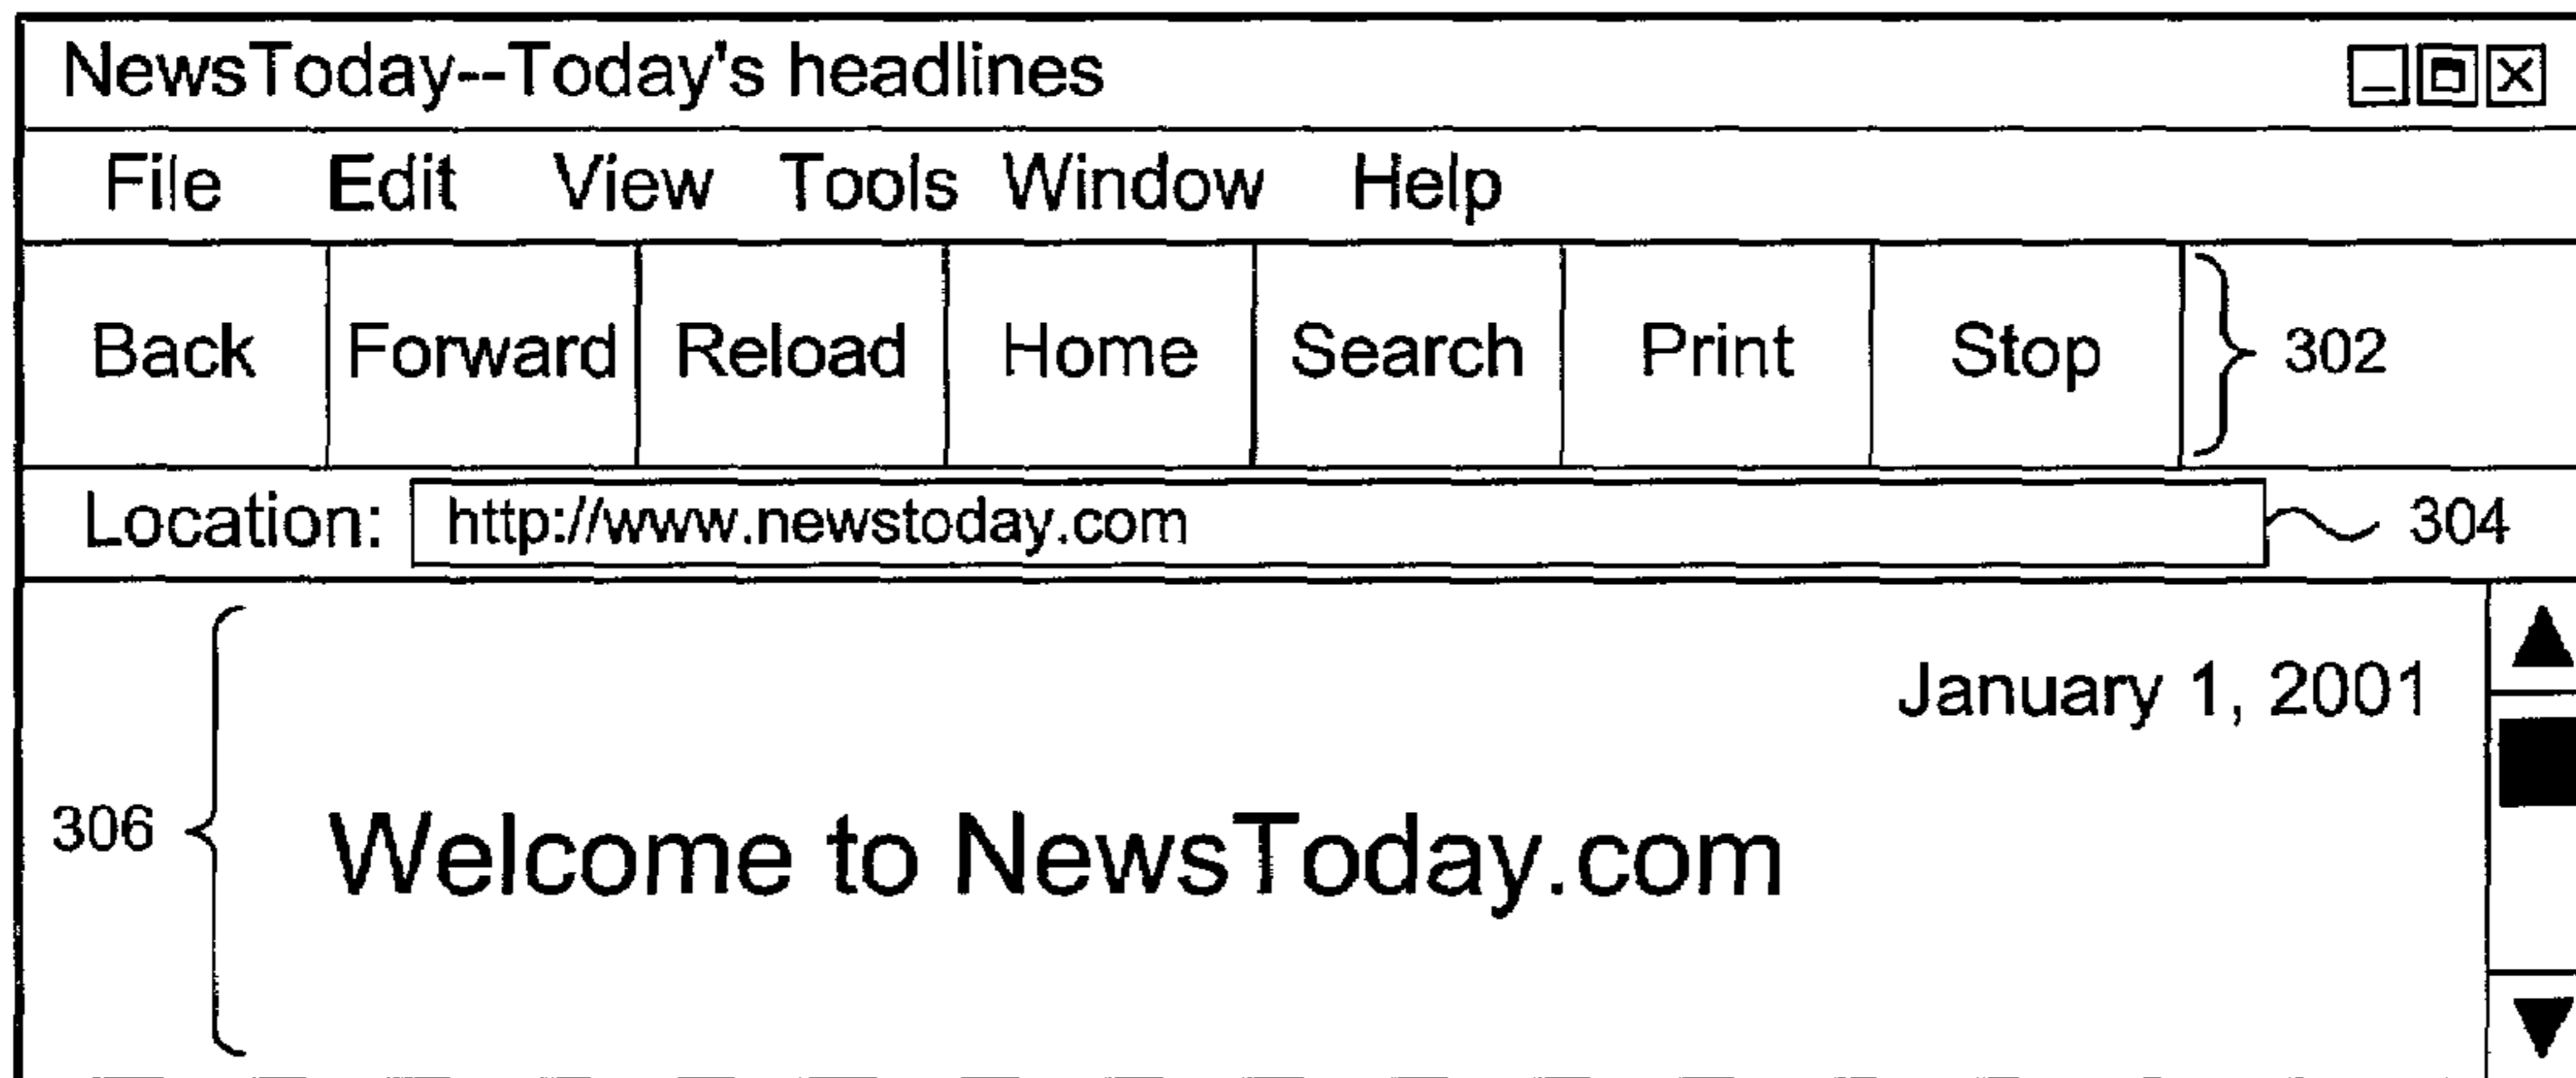 NewsToday--Today's headlines
File Edit View Tools Window Help
Back Forward Reload Home Search Print Stop 302
Location: http://www.newstoday.com 304
January 1, 2001
306 Welcome to NewsToday.com